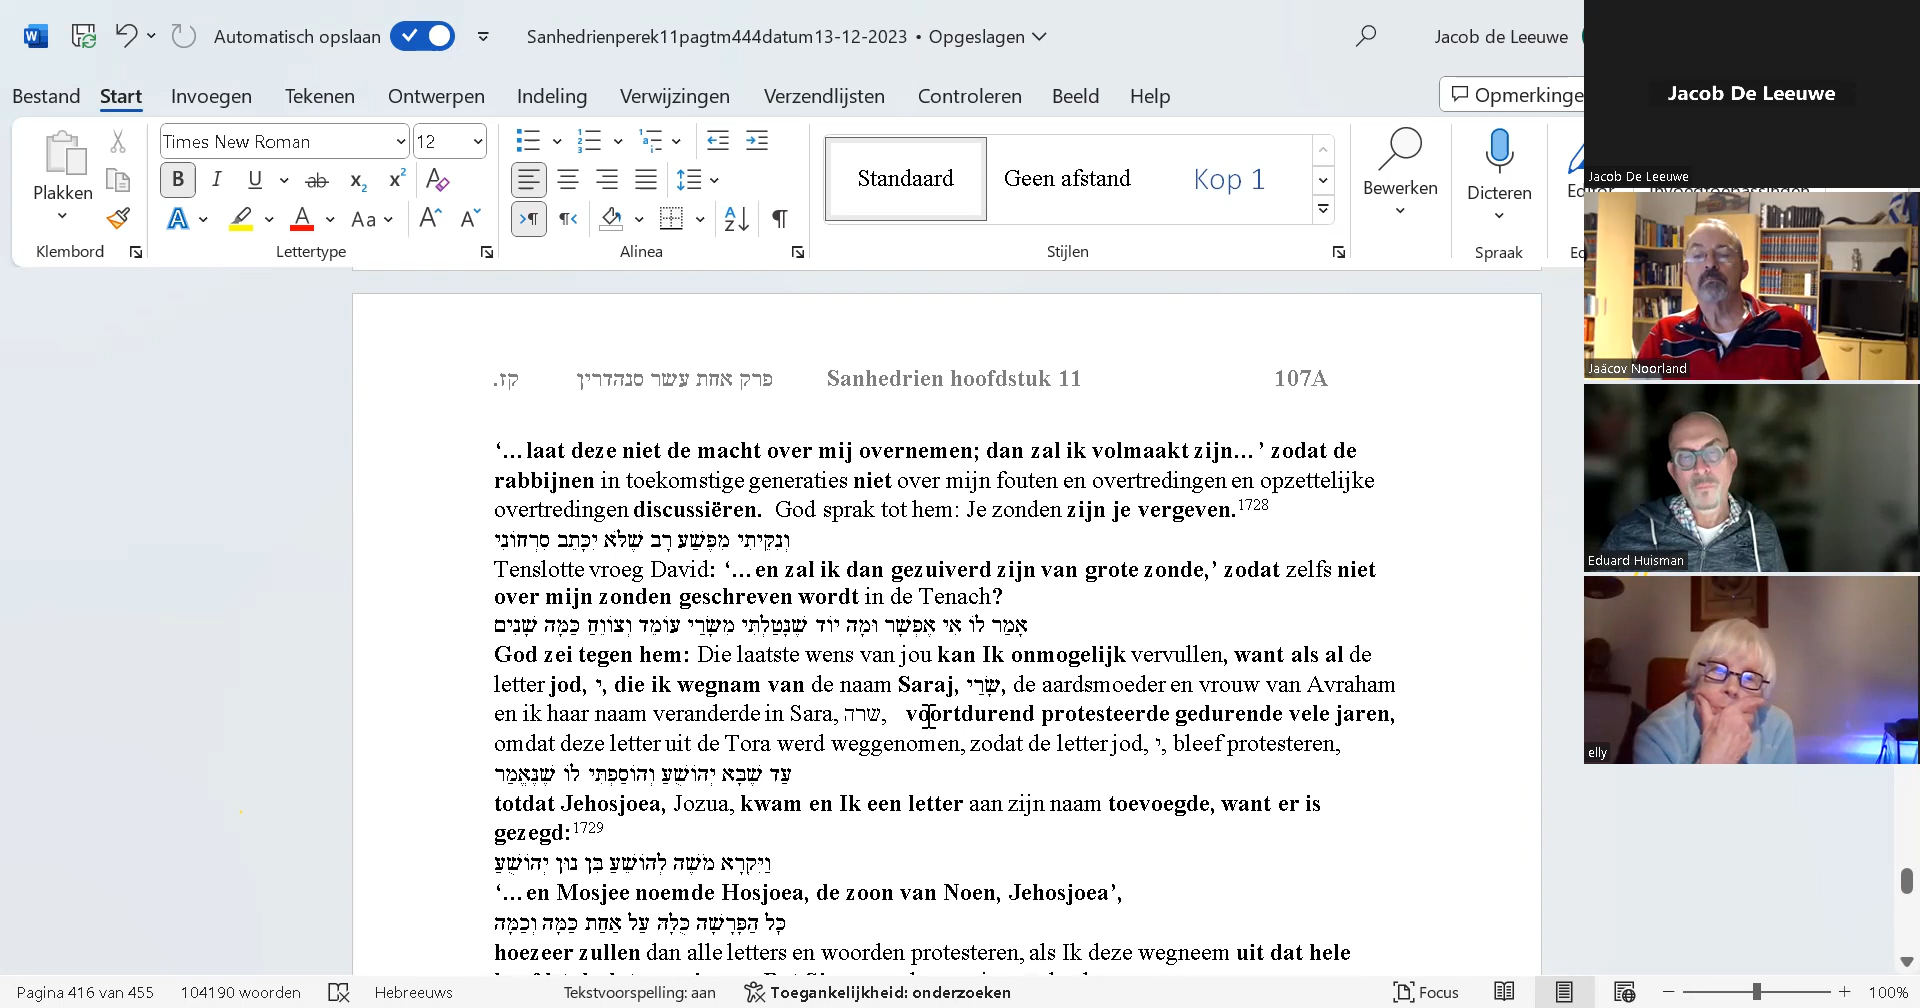 Automatisch opslaan
Sanhedrienperek11pagtm444datum13-12-2023 • Opgeslagen
Jacob de Leeuwe
Bestand Start Invoegen Tekenen Ontwerpen Indeling Verwijzingen Verzendlijsten Controleren Beeld Help
Opmerkinge
Plakken
Klembord
Times New Roman 12
Lettertype
Alinea
Standaard Geen afstand Kop 1
Stijlen
Bewerken
Dicteren
Spraak
107A Sanhedrien hoofdstuk 11 פרק אחת עשר סנהדרין קז.
‘…laat deze niet de macht over mij overnemen; dan zal ik volmaakt zijn…’ zodat de
rabbijnen in toekomstige generaties niet over mijn fouten en overtredingen en opzettelijke
overtredingen discussiëren. God sprak tot hem: Je zonden zijn je vergeven.1728
וְנִקֵּיתִי מִפֶּשַׁע רָב שֶׁלֹּא יִכָּתֵב סִרְחוֹנִי
Tenslotte vroeg David: ‘…en zal ik dan gezuiverd zijn van grote zonde,’ zodat zelfs niet
over mijn zonden geschreven wordt in de Tenach?
אָמַר לוֹ אִי אֶפְשָׁר וּמָה יוֹד שֶׁנָּטַלְתִּי מִשָּׂרַי עוֹמֵד וְצוֹוֵחַ כַּמָּה שָׁנִים
God zei tegen hem: Die laatste wens van jou kan Ik onmogelijk vervullen, want als al de
letter jod, י, die ik wegnam van de naam Saraj, שָׂרַי, de aardsmoeder en vrouw van Avraham
en ik haar naam veranderde in Sara, שרה, voortdurend protesteerde gedurende vele jaren,
omdat deze letter uit de Tora werd weggenomen, zodat de letter jod, י, bleef protesteren,
עַד שֶׁבָּא יְהוֹשֻׁעַ וְהוֹסַפְתִּי לוֹ שֶׁנֶּאֱמַר
totdat Jehosjoea, Jozua, kwam en Ik een letter aan zijn naam toevoegde, want er is
gezegd:1729
וַיִּקְרָא מֹשֶׁה לְהוֹשֵׁעַ בִּן נוּן יְהוֹשֻׁעַ
‘…en Mosjee noemde Hosjoea, de zoon van Noen, Jehosjoea’,
כָּל הַפָּרָשָׁה כֻּלָּהּ עַל אַחַת כַּמָּה וְכַמָּה
hoezeer zullen dan alle letters en woorden protesteren, als Ik deze wegneem uit dat hele
Pagina 416 van 455 104190 woorden Hebreeuws Tekstvoorspelling: aan Toegankelijkheid: onderzoeken Focus 100%
Jacob De Leeuwe
Jacob De Leeuwe
Jaäcov Noorland
Eduard Huisman
elly